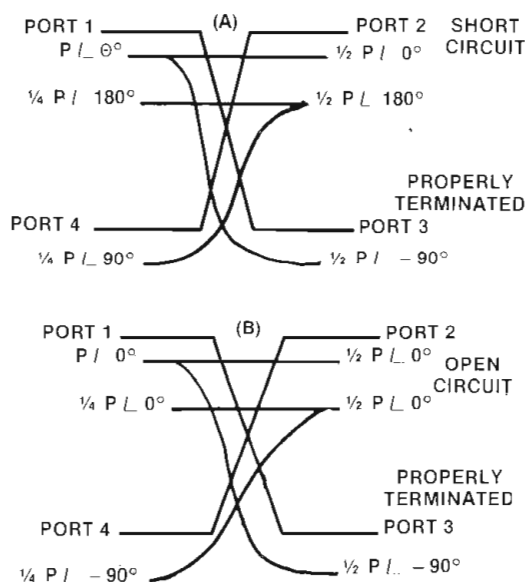 (A)
PORT 1 PORT 2 SHORT
P /_ Θ° ½ P / 0° CIRCUIT
¼ P / 180° ½ P /_ 180°
PROPERLY
TERMINATED
PORT 4 PORT 3
¼ P /_ 90° ½ P / – 90°
PORT 1 (B) PORT 2
P / 0° ½ P /_ 0° OPEN
¼ P /_ 0° ½ P /_ 0° CIRCUIT
PROPERLY
TERMINATED
PORT 4 PORT 3
¼ P /_ – 90° ½ P /_ – 90°